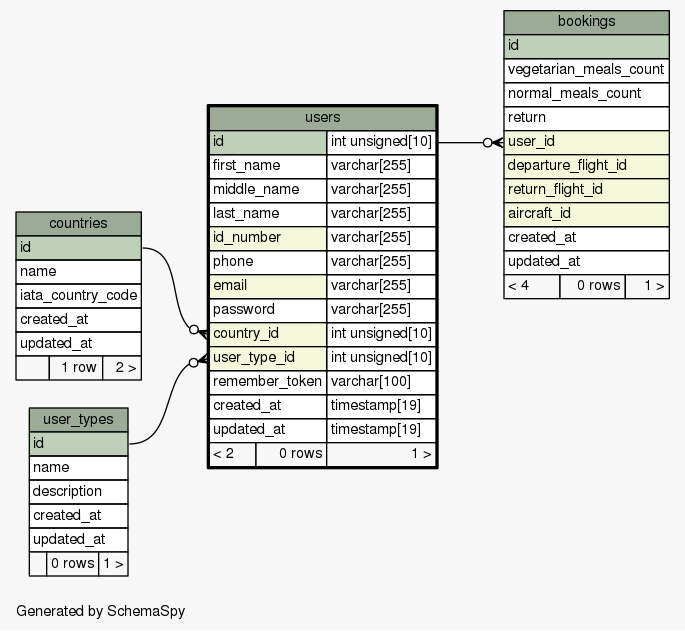 bookings
id
vegetarian_meals_count
normal_meals_count
return
user_id
departure_flight_id
return_flight_id
aircraft_id
created_at
updated_at
< 4 0 rows 1 >
users
id int unsigned[10]
first_name varchar[255]
middle_name varchar[255]
last_name varchar[255]
id_number varchar[255]
phone varchar[255]
email varchar[255]
password varchar[255]
country_id int unsigned[10]
user_type_id int unsigned[10]
remember_token varchar[100]
created_at timestamp[19]
updated_at timestamp[19]
< 2 0 rows 1 >
countries
id
name
iata_country_code
created_at
updated_at
1 row 2 >
user_types
id
name
description
created_at
updated_at
0 rows 1 >
Generated by SchemaSpy